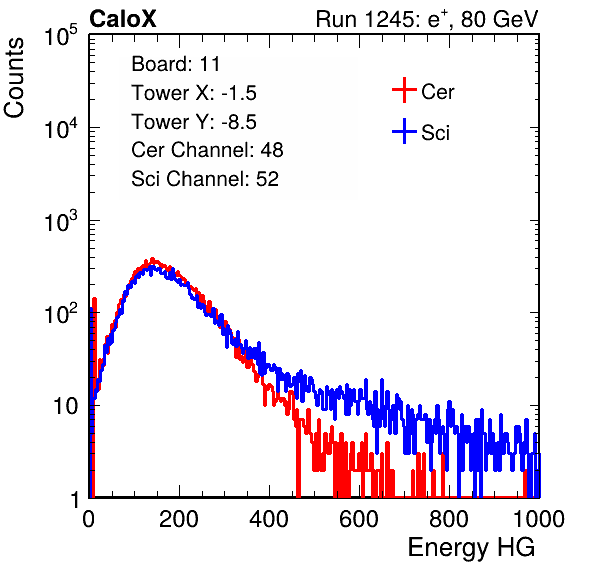 CaloX Run 1245: e⁺, 80 GeV
Counts
Board: 11
Tower X: -1.5
Tower Y: -8.5
Cer Channel: 48
Sci Channel: 52
Cer
Sci
10⁵
10⁴
10³
10²
10
1
0 200 400 600 800 1000
Energy HG